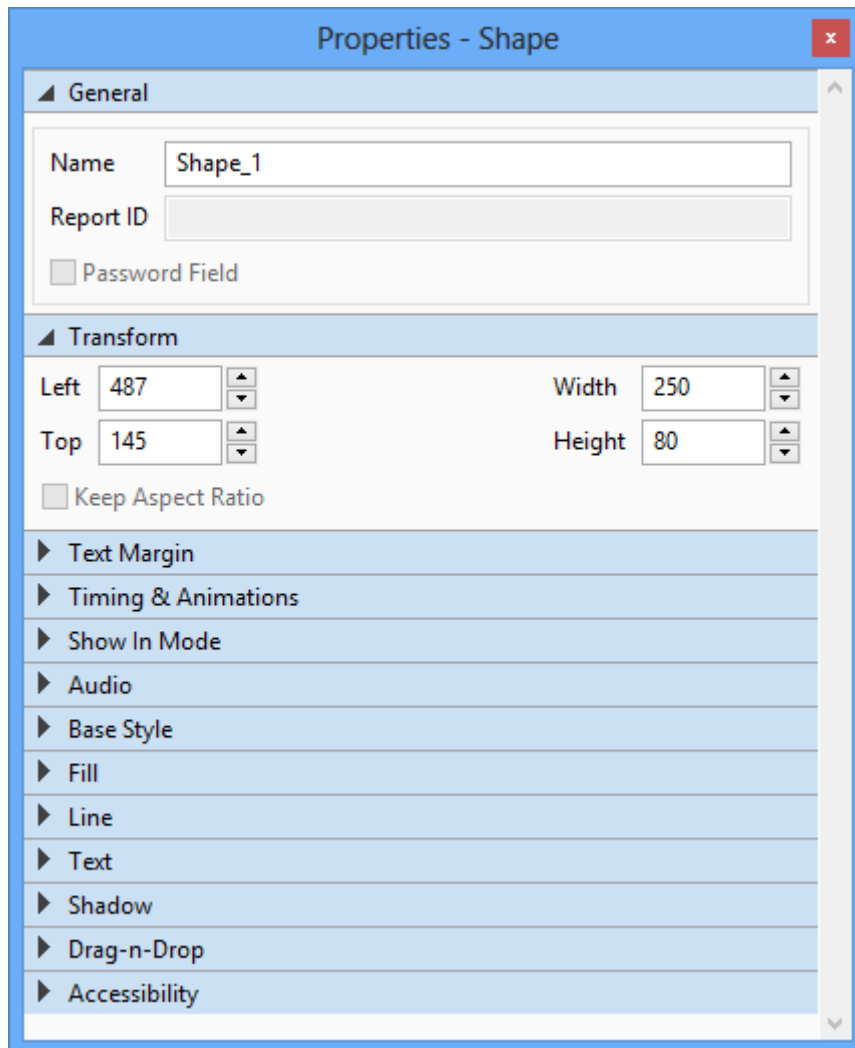 Properties - Shape x
General
Name Shape_1
Report ID
Password Field
Transform
Left 487 Width 250
Top 145 Height 80
Keep Aspect Ratio
Text Margin
Timing & Animations
Show In Mode
Audio
Base Style
Fill
Line
Text
Shadow
Drag-n-Drop
Accessibility